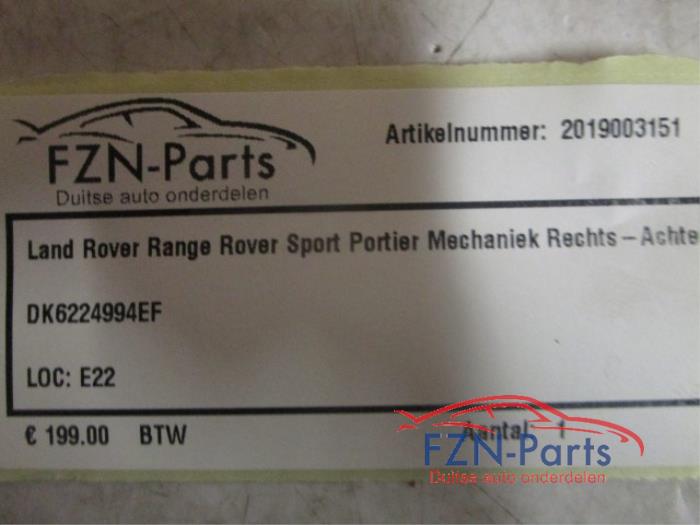 FZN-Parts
Duitse auto onderdelen
Artikelnummer: 2019003151
Land Rover Range Rover Sport Portier Mechaniek Rechts-Achte
DK6224994EF
LOC: E22
€ 199.00 BTW
Aantal: 1
FZN-Parts
Duitse auto onderdelen